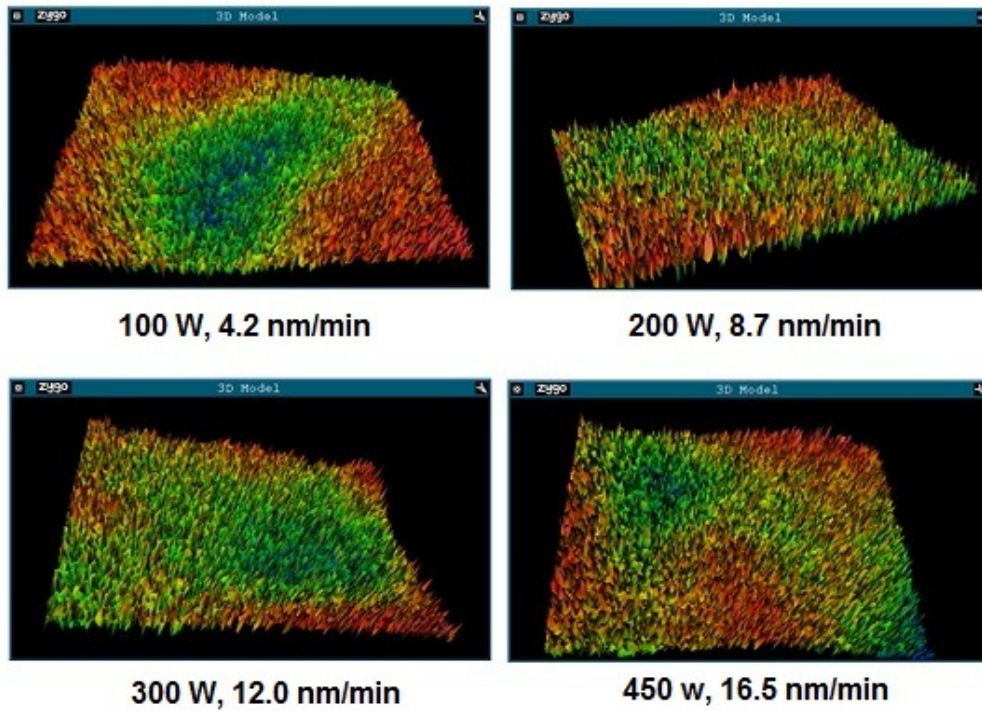 zygo 3D Model
zygo 3D Model
100 W, 4.2 nm/min
200 W, 8.7 nm/min
zygo 3D Model
zygo 3D Model
300 W, 12.0 nm/min
450 w, 16.5 nm/min